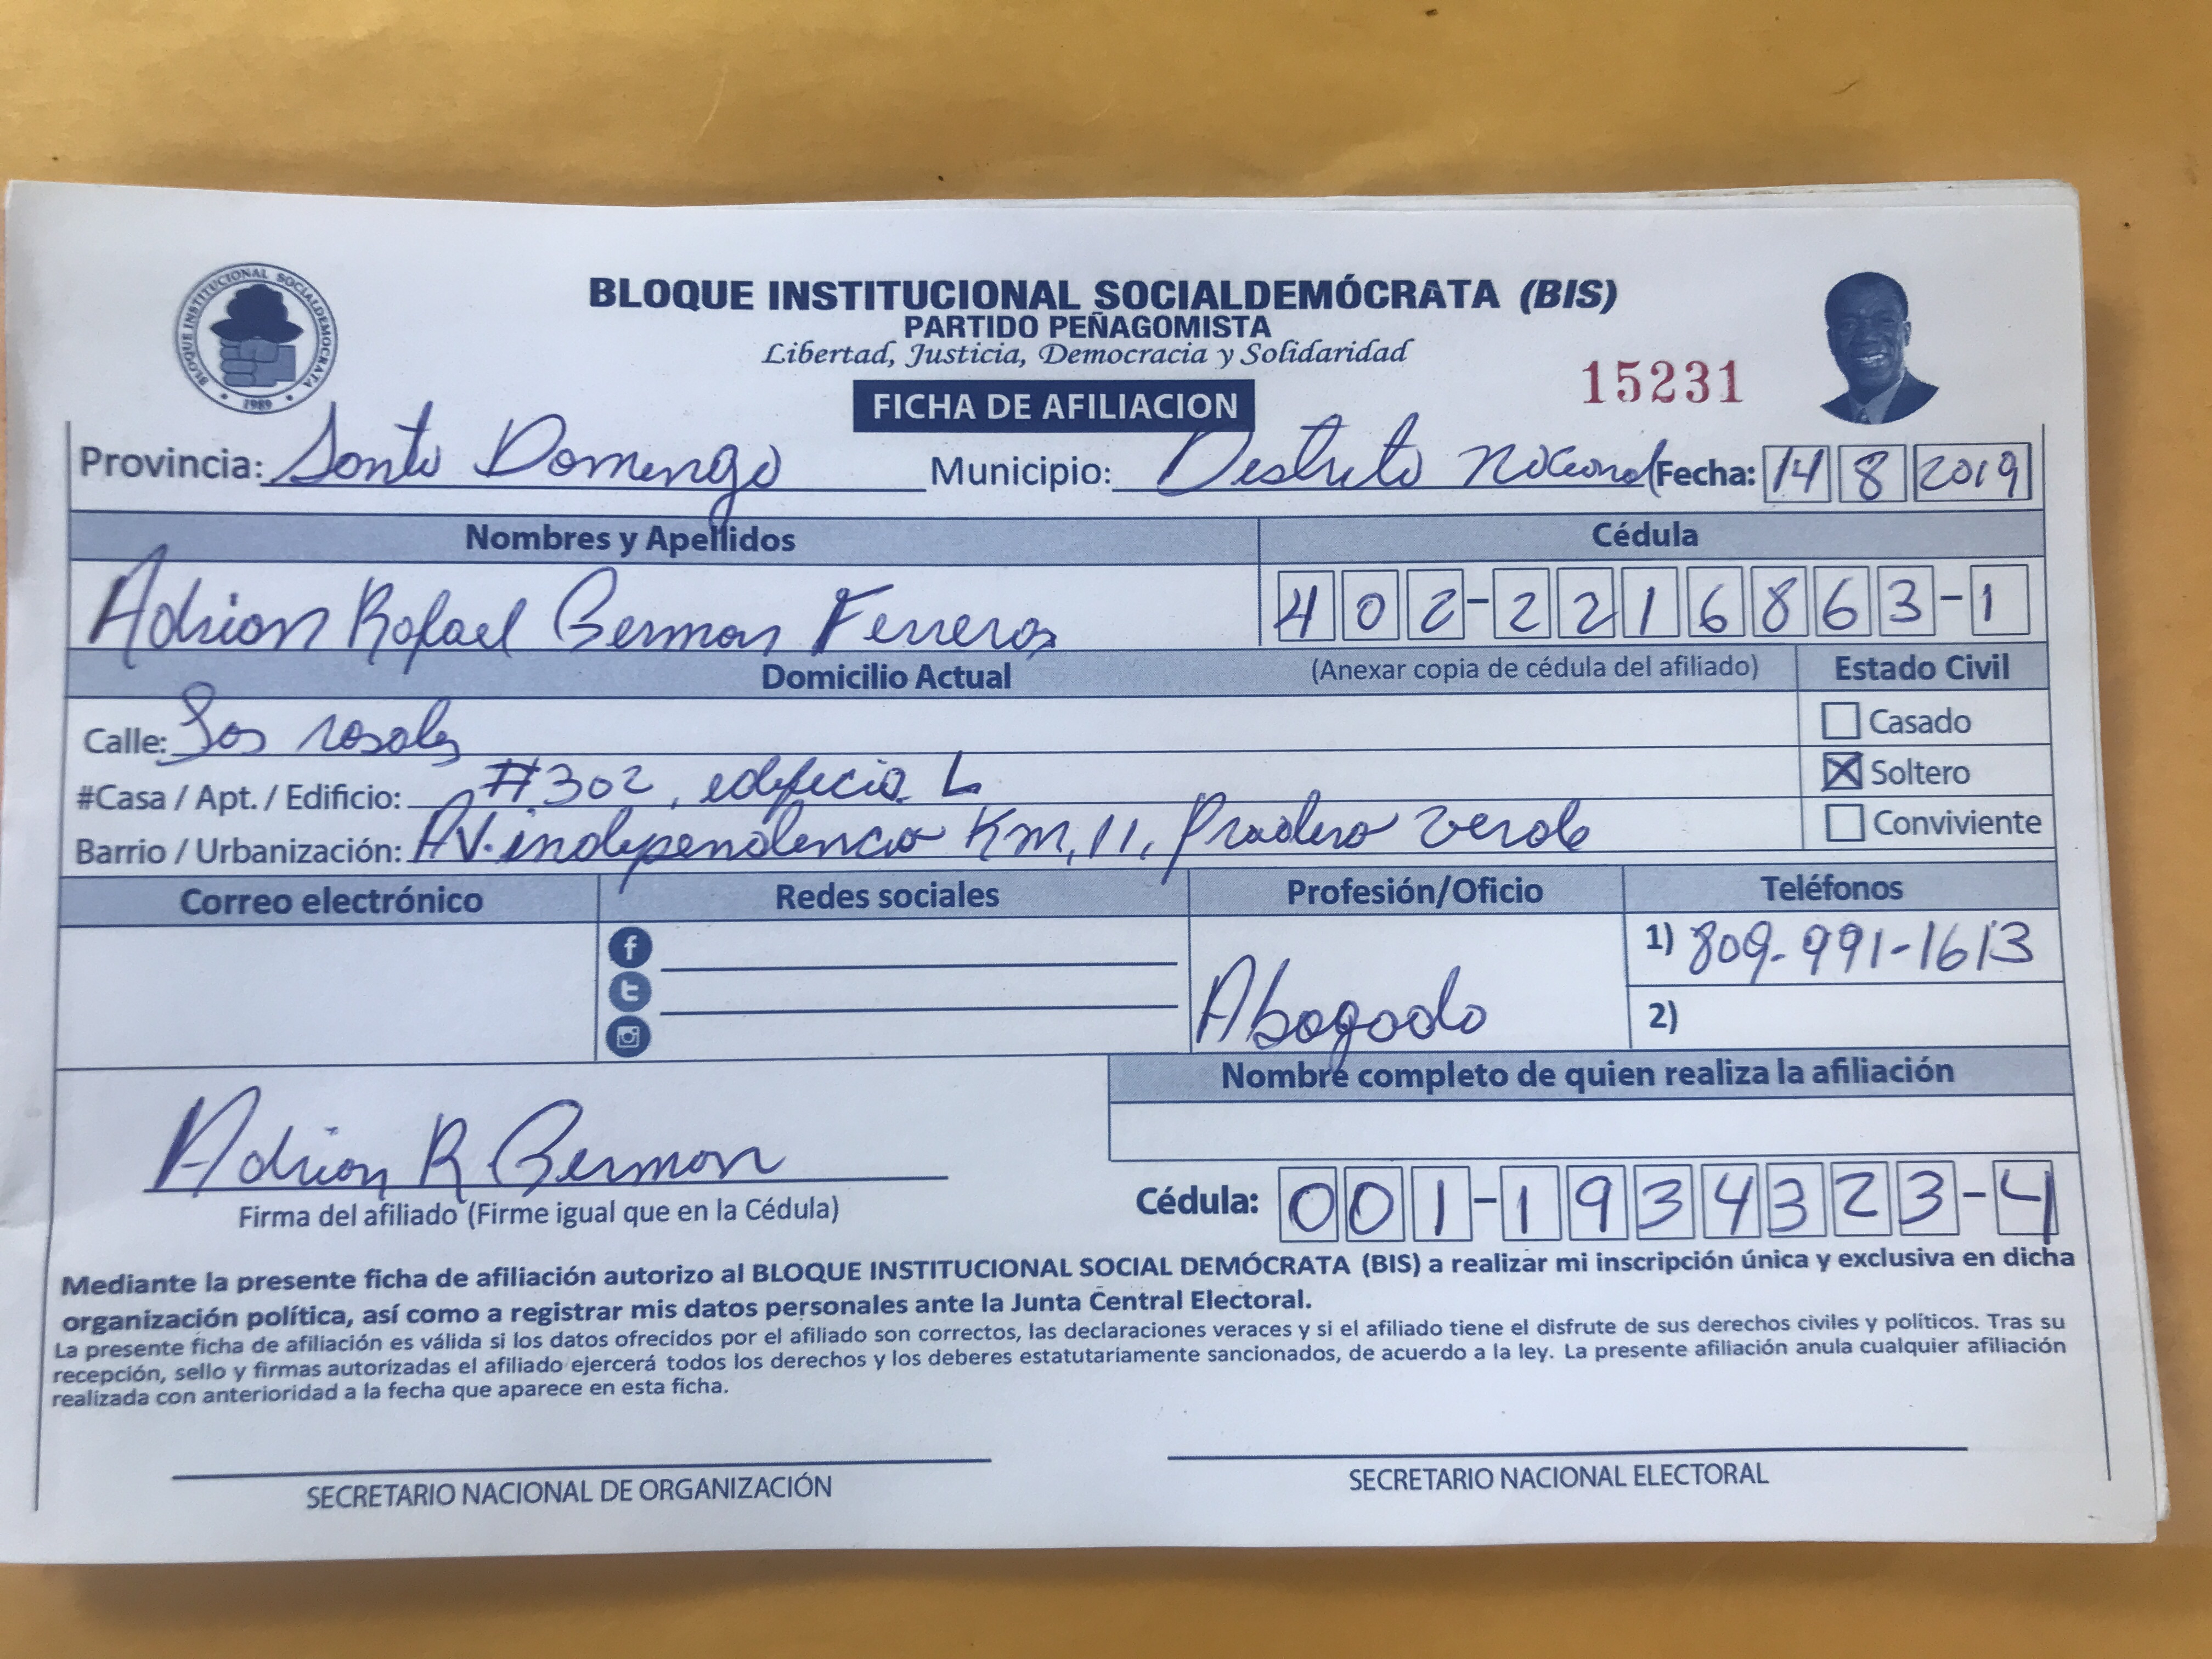 BLOQUE INSTITUCIONAL SOCIALDEMOCRATA
1989
BLOQUE INSTITUCIONAL SOCIALDEMÓCRATA (BIS)
PARTIDO PEÑAGOMISTA
Libertad, Justicia, Democracia y Solidaridad
15231
FICHA DE AFILIACION
Provincia: Santo Domingo Municipio: Distrito Nacional Fecha: 14 8 2019
Nombres y Apellidos Cédula
Adrian Rafael German Ferreras 402-2216863-1
Domicilio Actual (Anexar copia de cédula del afiliado) Estado Civil
Calle: Los rosales Casado
#Casa / Apt. / Edificio: #302, edificio L Soltero
Barrio / Urbanización: AV. independencia Km, 11, Pradera verde Conviviente
Correo electrónico Redes sociales Profesión/Oficio Teléfonos
1) 809-991-1613
Abogado
2)
Nombre completo de quien realiza la afiliación
Adrian R German
Firma del afiliado (Firme igual que en la Cédula) Cédula: 001-1934323-4
Mediante la presente ficha de afiliación autorizo al BLOQUE INSTITUCIONAL SOCIAL DEMÓCRATA (BIS) a realizar mi inscripción única y exclusiva en dicha
organización política, así como a registrar mis datos personales ante la Junta Central Electoral.
La presente ficha de afiliación es válida si los datos ofrecidos por el afiliado son correctos, las declaraciones veraces y si el afiliado tiene el disfrute de sus derechos civiles y políticos. Tras su
recepción, sello y firmas autorizadas el afiliado ejercerá todos los derechos y los deberes estatutariamente sancionados, de acuerdo a la ley. La presente afiliación anula cualquier afiliación
realizada con anterioridad a la fecha que aparece en esta ficha.
SECRETARIO NACIONAL DE ORGANIZACIÓN SECRETARIO NACIONAL ELECTORAL